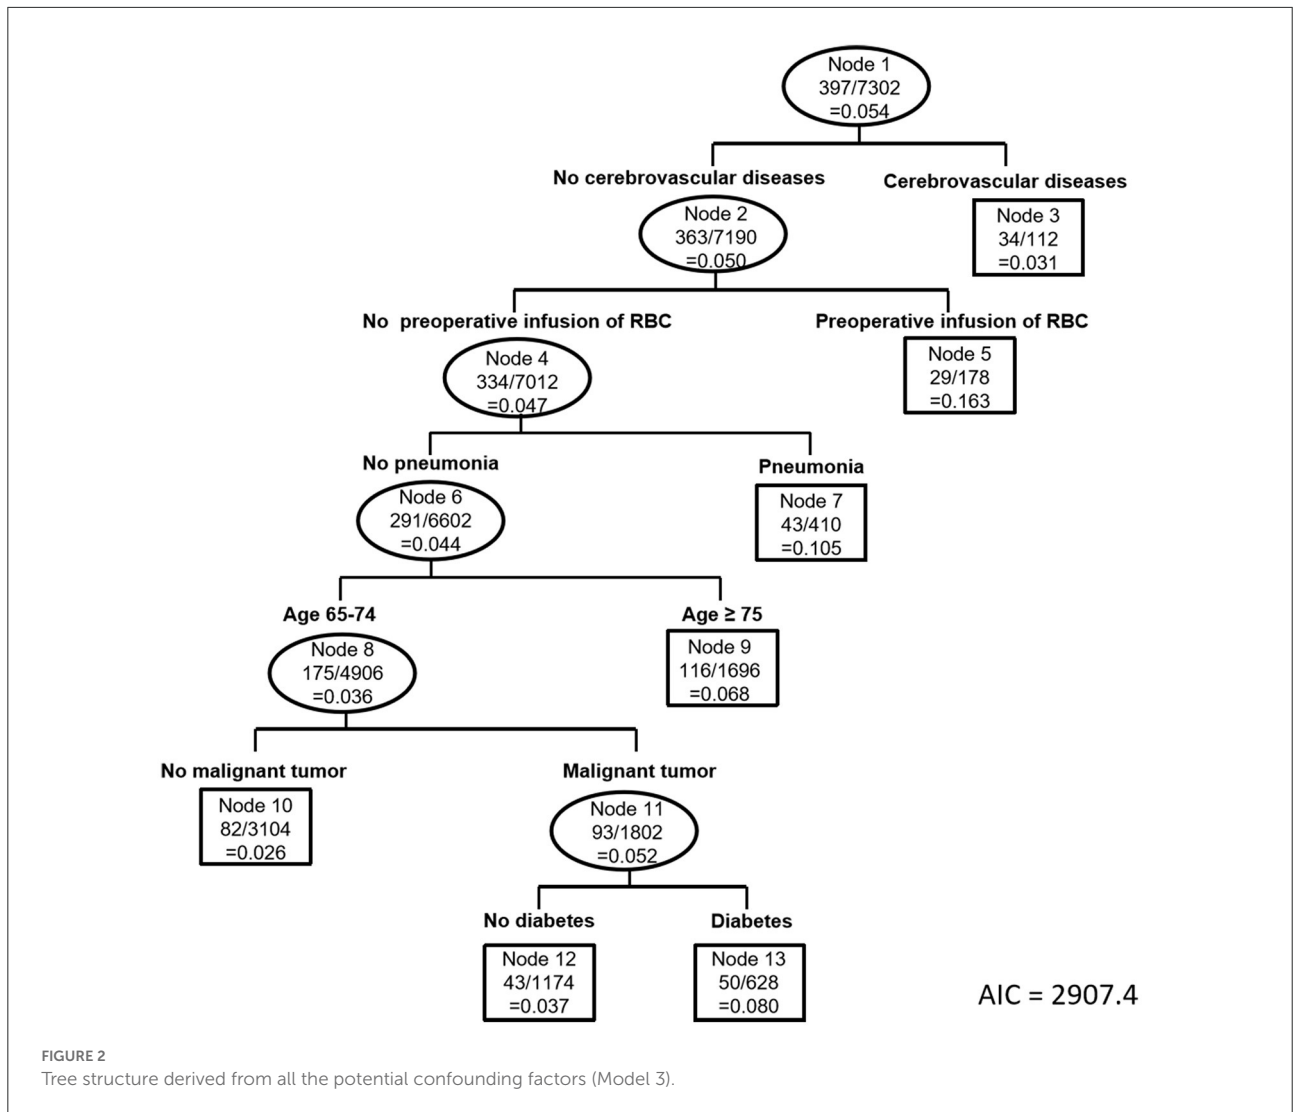 Node 1
397/7302
=0.054
No cerebrovascular diseases
Cerebrovascular diseases
Node 2
363/7190
=0.050
Node 3
34/112
=0.031
No preoperative infusion of RBC
Preoperative infusion of RBC
Node 4
334/7012
=0.047
Node 5
29/178
=0.163
No pneumonia
Pneumonia
Node 6
291/6602
=0.044
Node 7
43/410
=0.105
Age 65-74
Age ≥ 75
Node 8
175/4906
=0.036
Node 9
116/1696
=0.068
No malignant tumor
Malignant tumor
Node 10
82/3104
=0.026
Node 11
93/1802
=0.052
No diabetes
Diabetes
Node 12
43/1174
=0.037
Node 13
50/628
=0.080
AIC = 2907.4
FIGURE 2
Tree structure derived from all the potential confounding factors (Model 3).